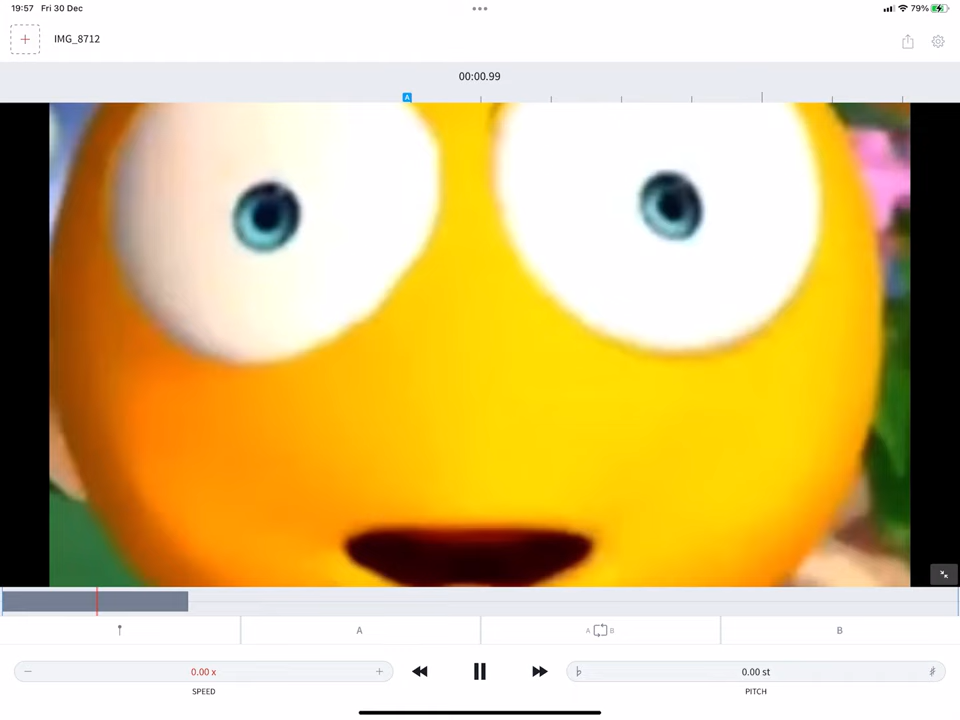 19:57 Fri 30 Dec 79%
IMG_8712
00:00.99
A
A A B B
0.00 x 0.00 st
SPEED PITCH